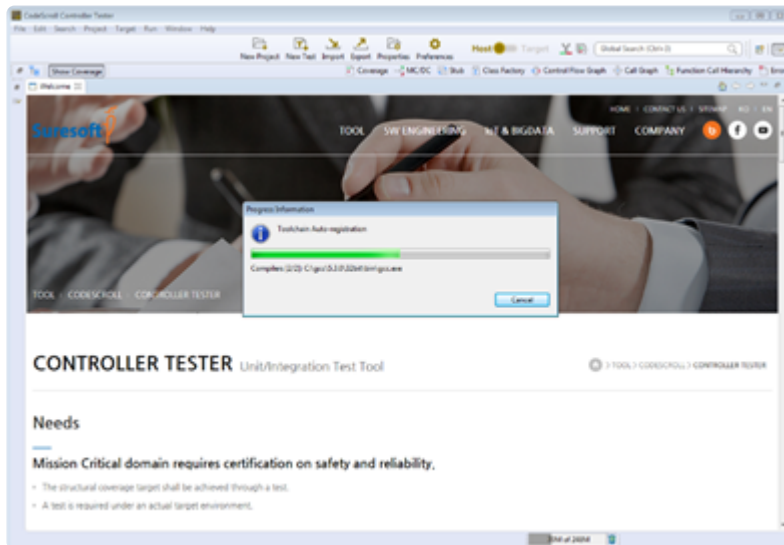 CodeScroll Controller Tester
File Edit Search Project Target Run Window Help
New Project New Test Import Export Properties Preferences Host Target Global Search (Ctrl+3)
Show Coverage Coverage MC/DC Stub Class Factory Control Flow Graph Call Graph Function Call Hierarchy
Welcome
HOME CONTACT US SITEMAP KO EN
Suresoft TOOL SW ENGINEERING IoT & BIGDATA SUPPORT COMPANY
Progress Information
Toolchain Auto-registration
Cancel
TOOL CODESCROLL CONTROLLER TESTER
CONTROLLER TESTER Unit/Integration Test Tool
> TOOL > CODESCROLL > CONTROLLER TESTER
Needs
Mission Critical domain requires certification on safety and reliability.
The structural coverage target shall be achieved through a test.
A test is required under an actual target environment.